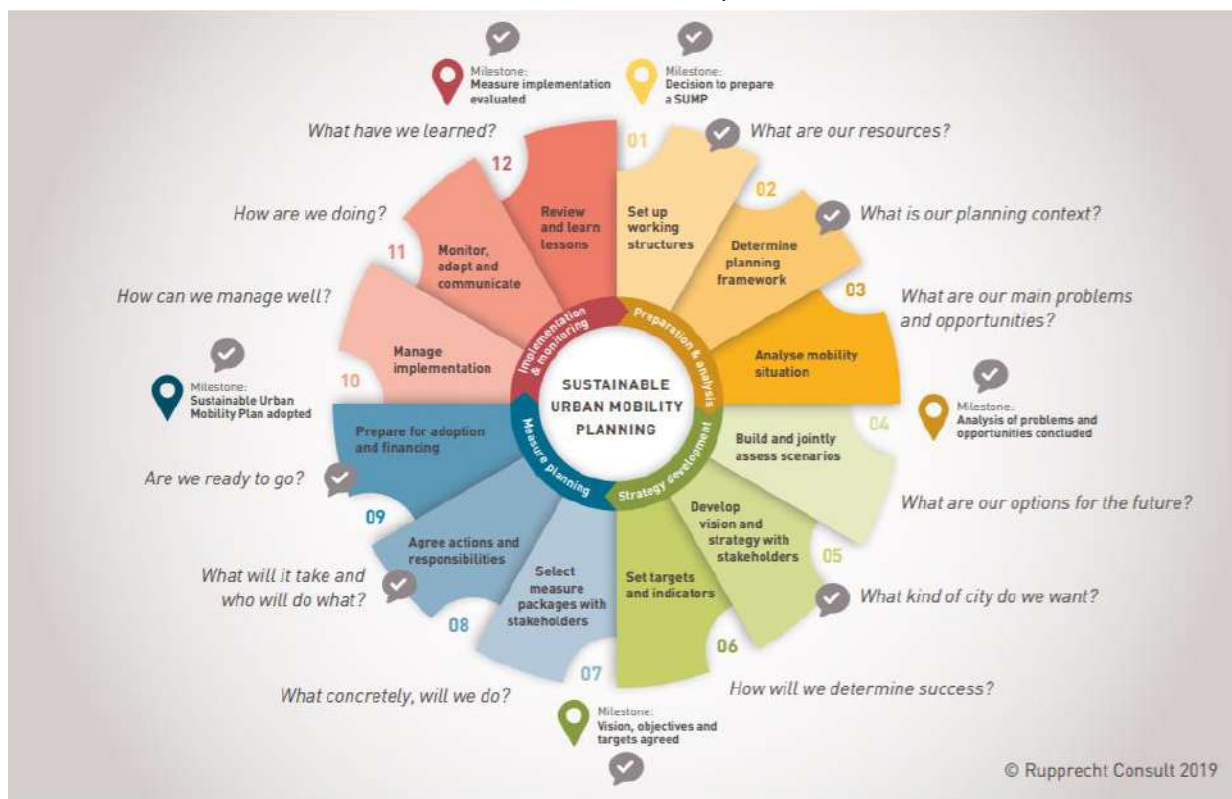 Milestone:
Measure implementation
evaluated
Milestone:
Decision to prepare
a SUMP
What have we learned?
What are our resources?
12
01
02
How are we doing?
What is our planning context?
11
Review
and learn
lessons
Set up
working
structures
Monitor,
adapt and
communicate
Determine
planning
framework
03
How can we manage well?
What are our main problems
and opportunities?
Manage
implementation
Analyse mobility
situation
10
Implementation
& monitoring
Preparation & analysis
SUSTAINABLE
URBAN MOBILITY
PLANNING
Measure planning
Strategy development
Milestone:
Sustainable Urban
Mobility Plan adopted
Milestone:
Analysis of problems and
opportunities concluded
04
Prepare for adoption
and financing
Build and jointly
assess scenarios
Are we ready to go?
What are our options for the future?
09
Agree actions and
responsibilities
Develop
vision and
strategy with
stakeholders
05
What will it take and
who will do what?
Select
measure
packages with
stakeholders
Set targets
and indicators
What kind of city do we want?
08
06
07
What concretely, will we do?
How will we determine success?
Milestone:
Vision, objectives and
targets agreed
© Rupprecht Consult 2019